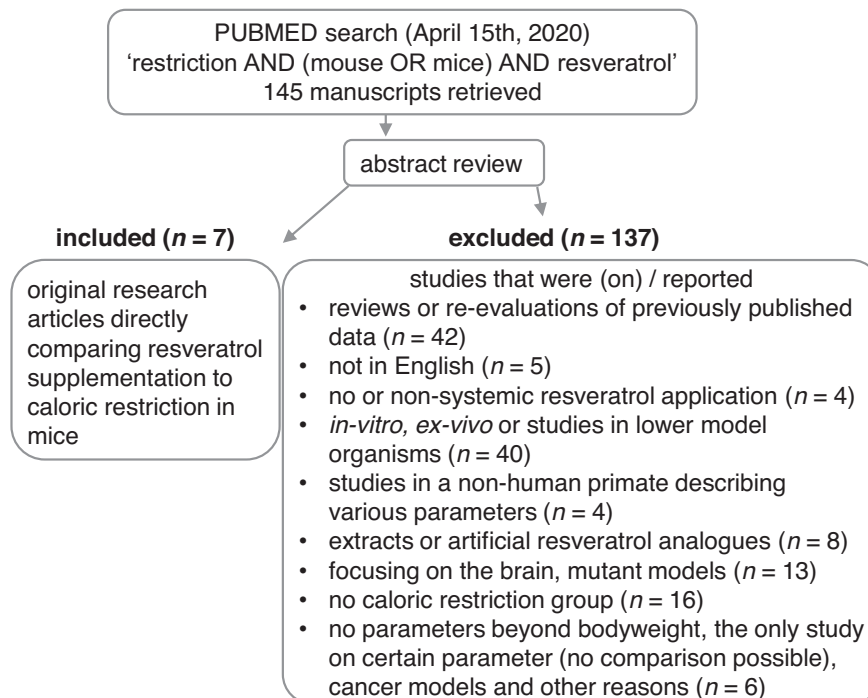 PUBMED search (April 15th, 2020)
‘restriction AND (mouse OR mice) AND resveratrol’
145 manuscripts retrieved
abstract review
included (n = 7)
original research
articles directly
comparing resveratrol
supplementation to
caloric restriction in
mice
excluded (n = 137)
studies that were (on) / reported
• reviews or re-evaluations of previously published
data (n = 42)
• not in English (n = 5)
• no or non-systemic resveratrol application (n = 4)
• in-vitro, ex-vivo or studies in lower model
organisms (n = 40)
• studies in a non-human primate describing
various parameters (n = 4)
• extracts or artificial resveratrol analogues (n = 8)
• focusing on the brain, mutant models (n = 13)
• no caloric restriction group (n = 16)
• no parameters beyond bodyweight, the only study
on certain parameter (no comparison possible),
cancer models and other reasons (n = 6)